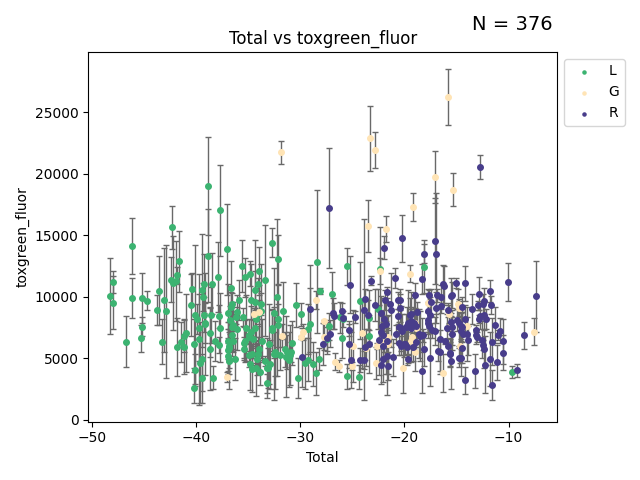 N = 376
Total vs toxgreen_fluor
L
G
R
25000
20000
15000
10000
5000
0
toxgreen_fluor
−50
−40
−30
−20
−10
Total